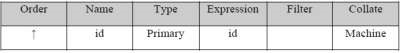 Order Name Type Expression Filter Collate
↑ id Primary id Machine